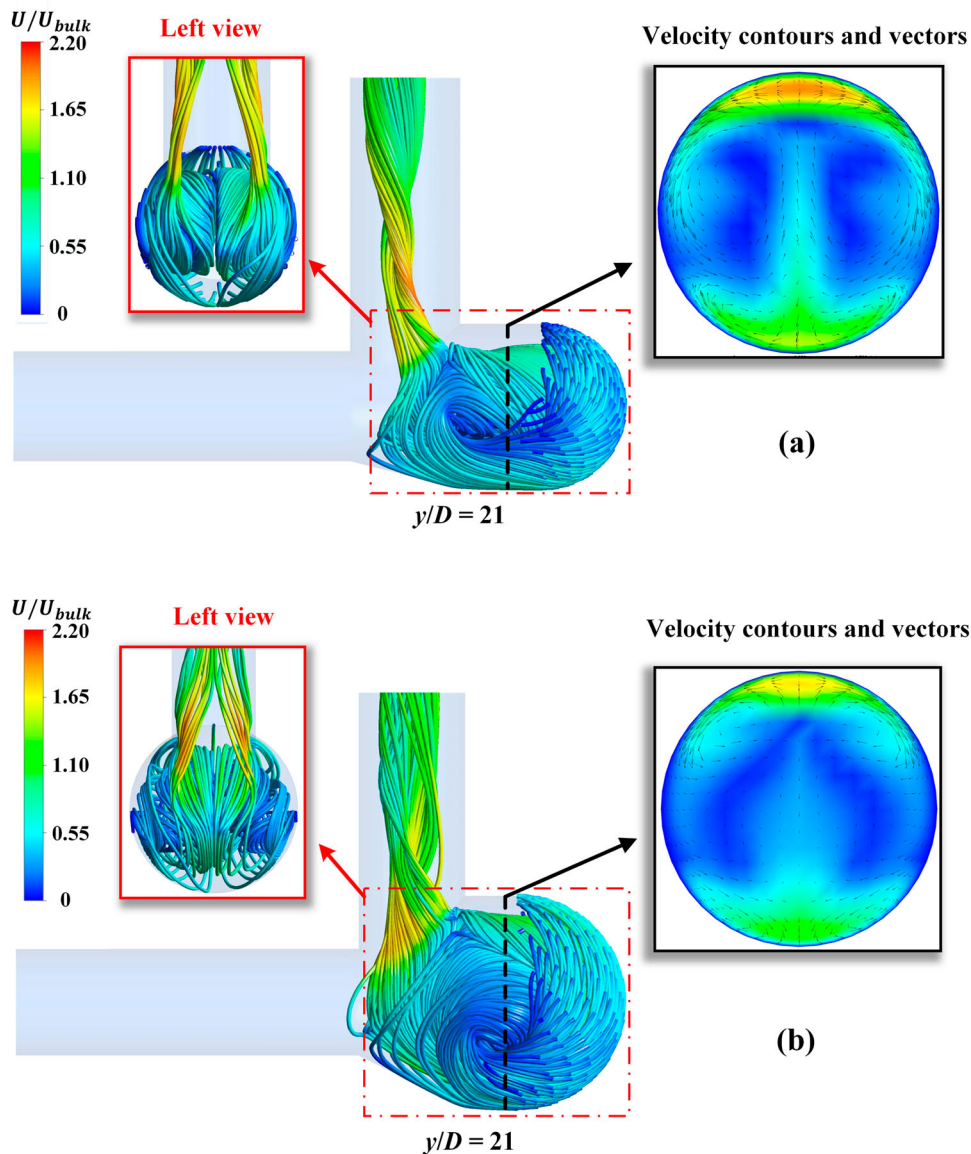 U/U_bulk
2.20
1.65
1.10
0.55
0
Left view
Velocity contours and vectors
(a)
y/D = 21
U/U_bulk
2.20
1.65
1.10
0.55
0
Left view
Velocity contours and vectors
(b)
y/D = 21